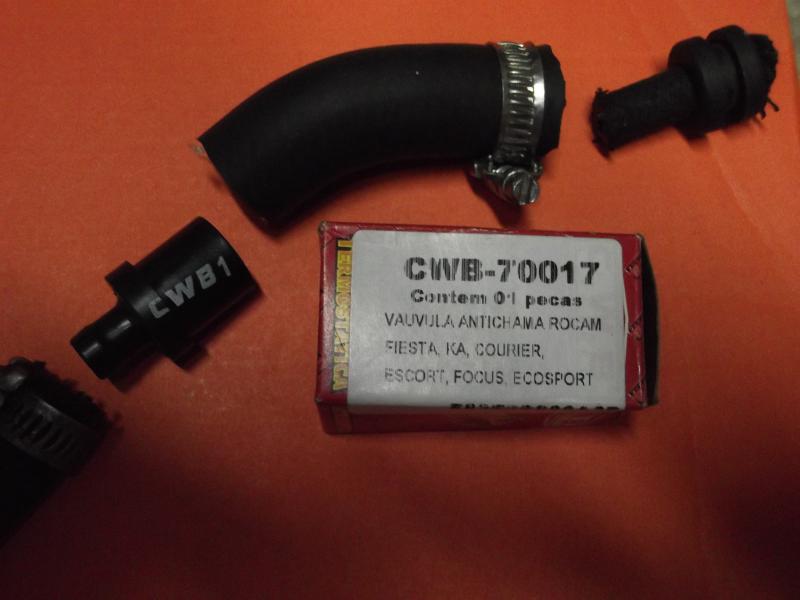 CWB1
TERMOSTATICA
CWB-70017
Contem 01 pecas
VAUVULA ANTICHAMA ROCAM
FIESTA, KA, COURIER,
ESCORT, FOCUS, ECOSPORT